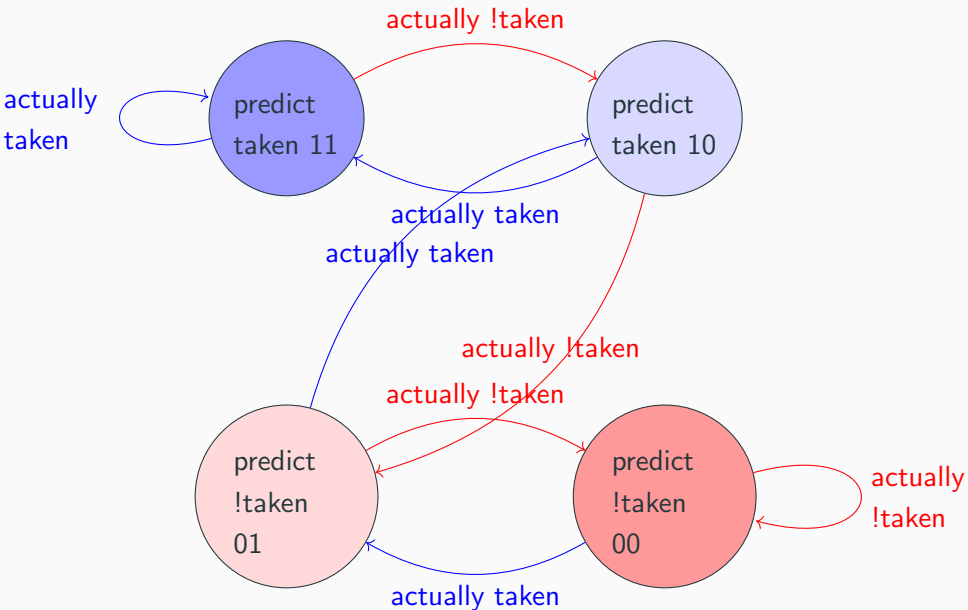 actually !taken
actually
taken
predict
taken 11
predict
taken 10
actually taken
actually taken
actually !taken
actually !taken
predict
!taken
01
predict
!taken
00
actually
!taken
actually taken